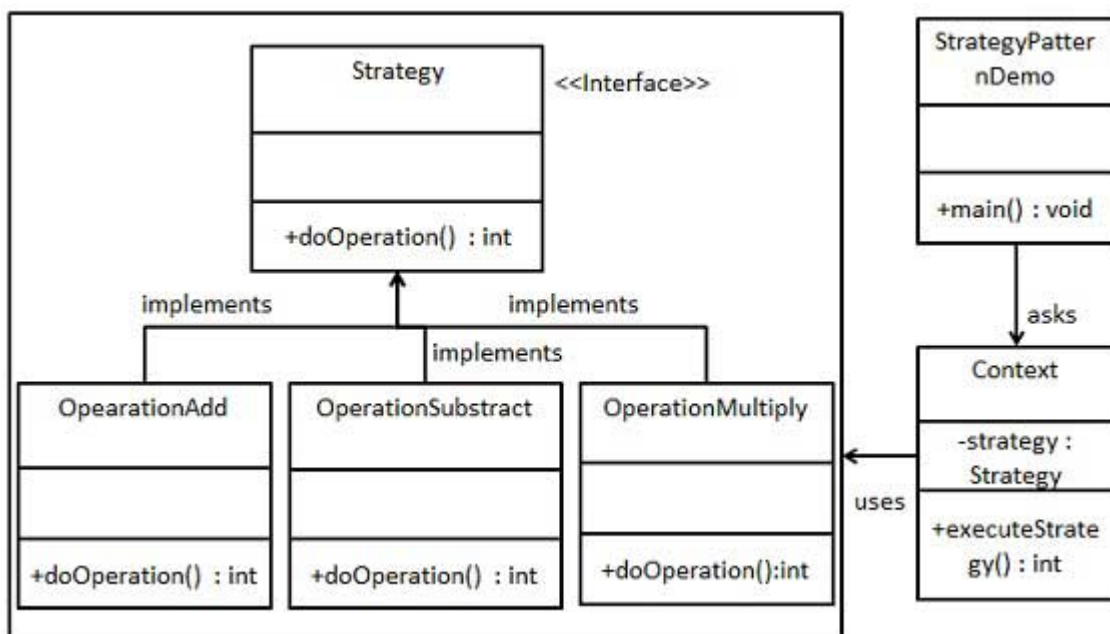 Strategy
<<Interface>>
+doOperation() : int
implements
implements
implements
OpearationAdd
+doOperation() : int
OperationSubstract
+doOperation() : int
OperationMultiply
+doOperation():int
StrategyPatter
nDemo
+main() : void
asks
Context
-strategy :
Strategy
+executeStrate
gy() : int
uses